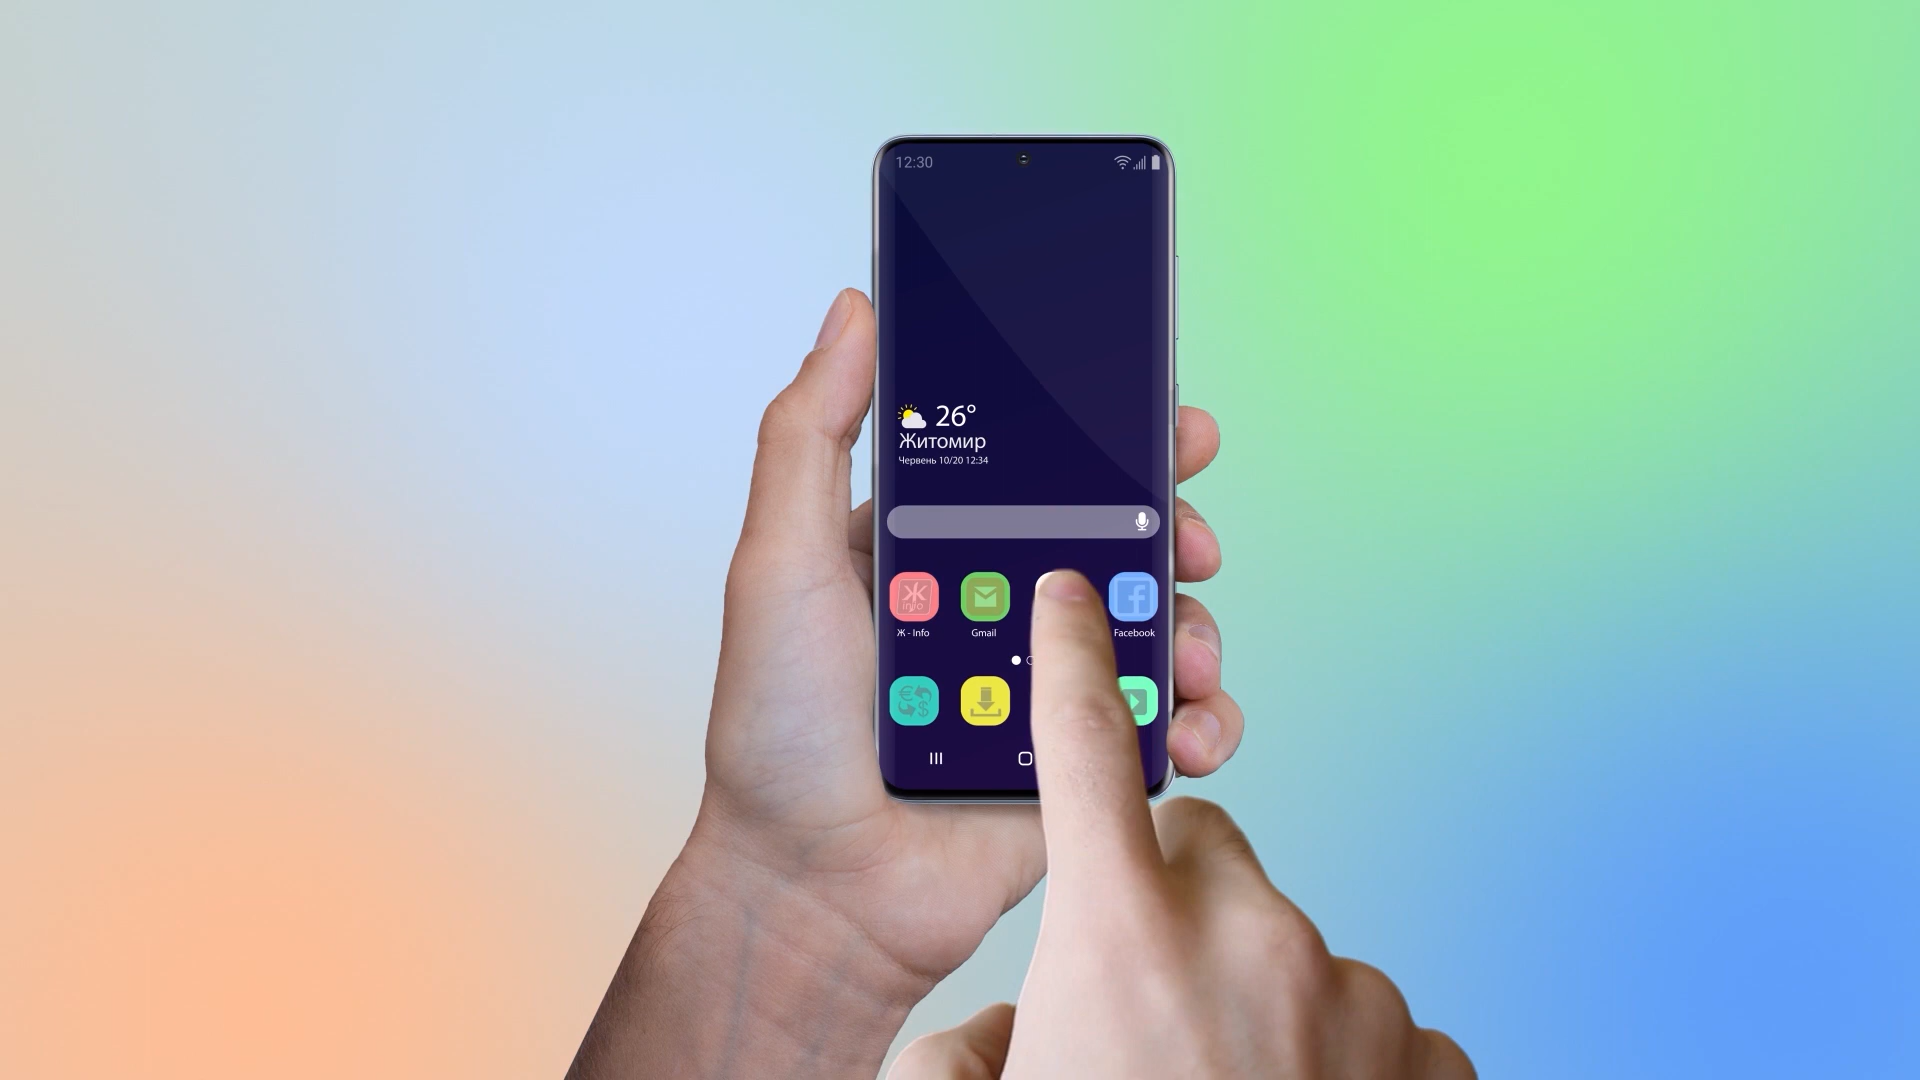 12:30
26°
Житомир
Червень 10/20 12:34
Ж
info
Ж - Info
Gmail
Facebook